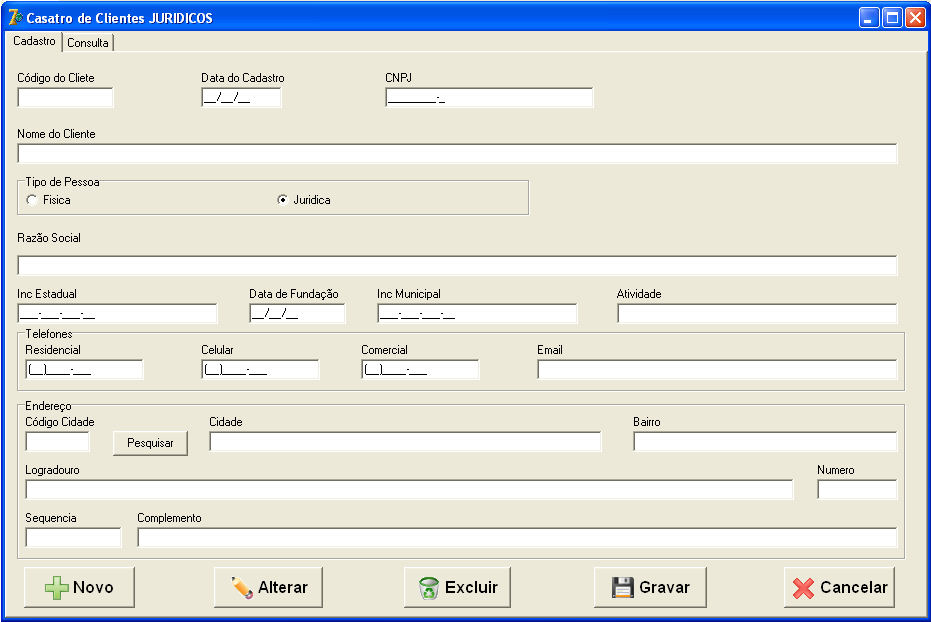 Casatro de Clientes JURIDICOS
Cadastro Consulta
Código do Cliete Data do Cadastro CNPJ
__/__/__ ________-_
Nome do Cliente
Tipo de Pessoa
Fisica Juridica
Razão Social
Inc Estadual Data de Fundação Inc Municipal Atividade
___-___-___-__ __/__/__ ___-___-___-__
Telefones
Residencial Celular Comercial Email
(__)____-___ (__)____-___ (__)____-___
Endereço
Código Cidade Cidade Bairro
Pesquisar
Logradouro Numero
Sequencia Complemento
Novo Alterar Excluir Gravar Cancelar